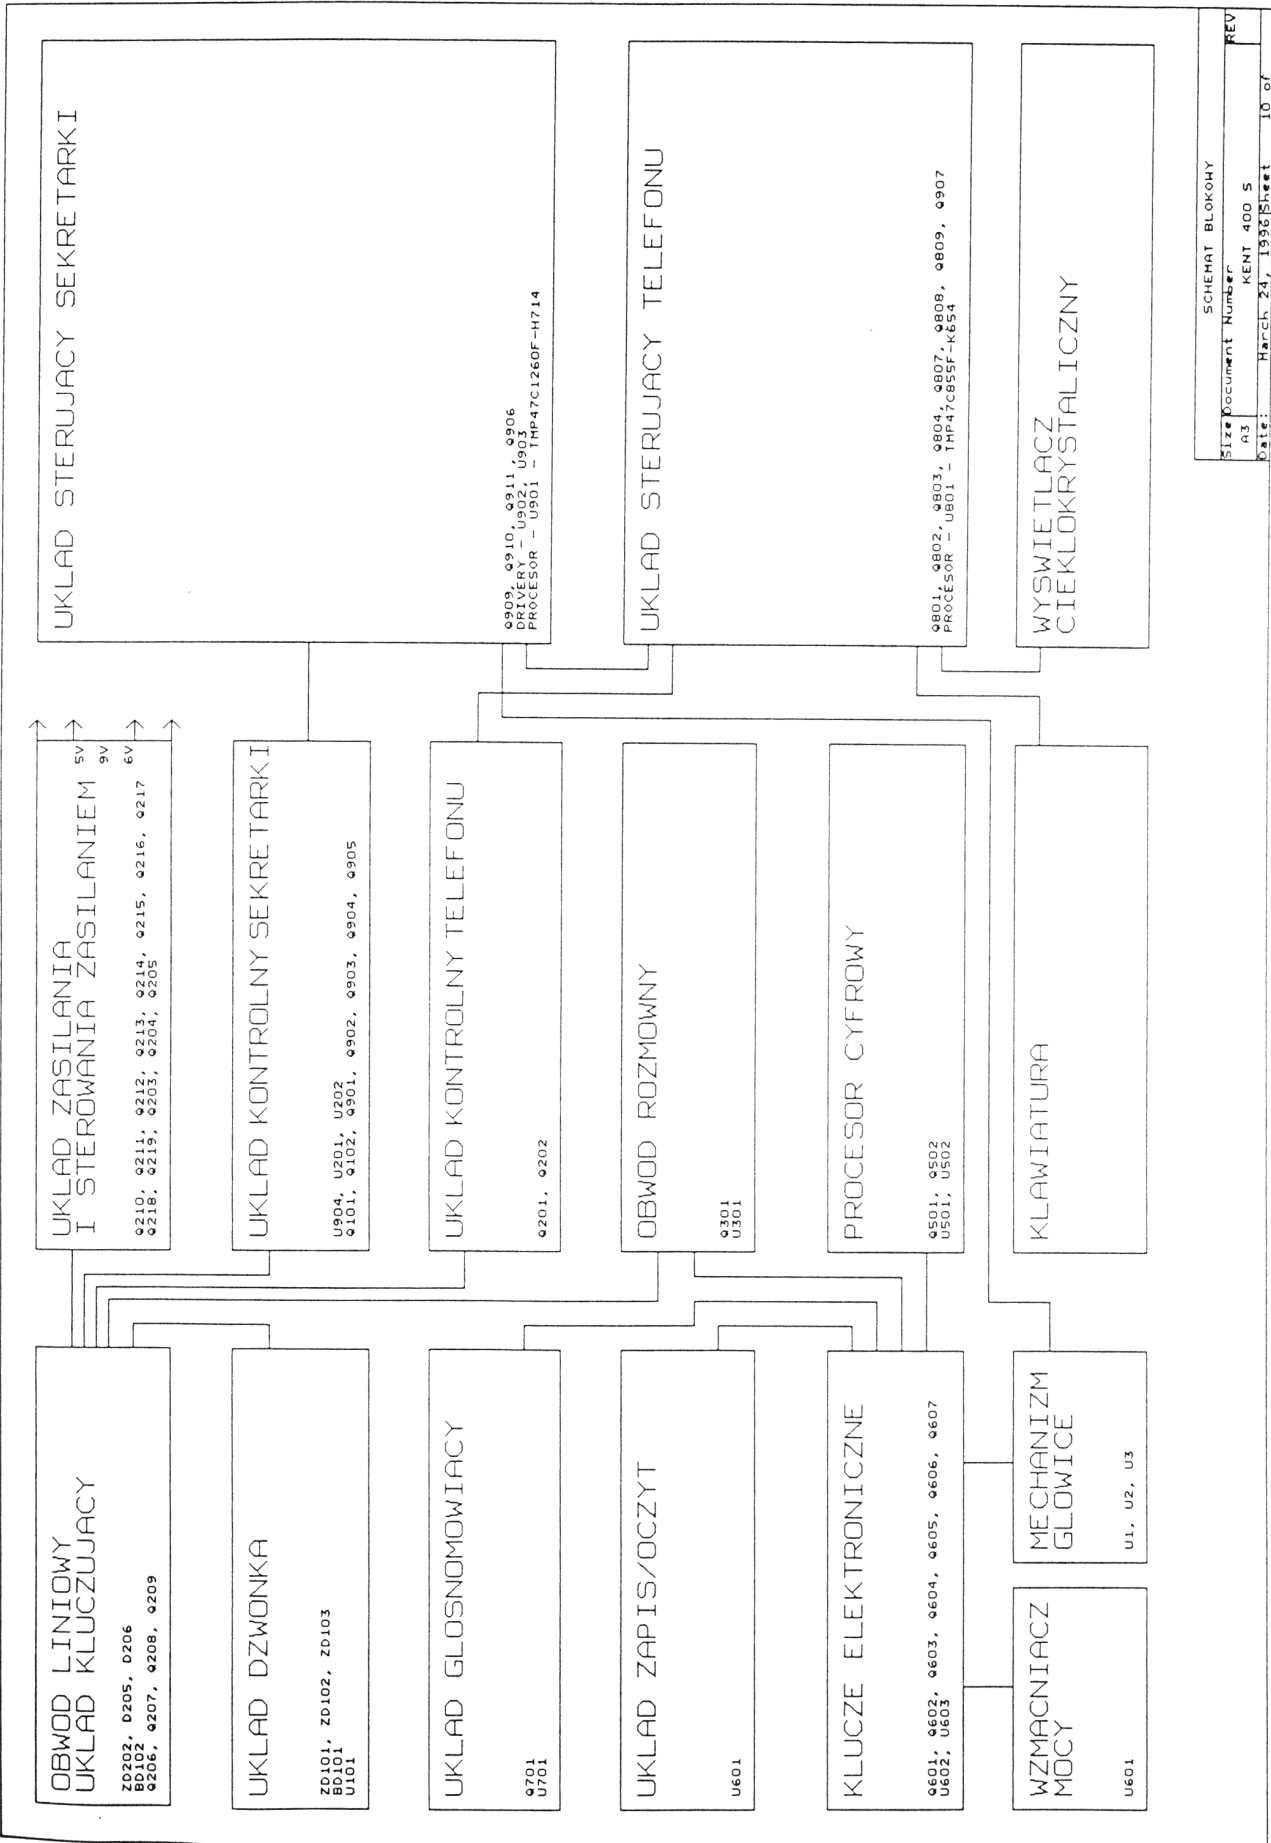 OBWOD LINIOWY
UKLAD KLUCZUJACY
ZD202, D205, D206
BD102
Q206, Q207, Q208, Q209
UKLAD ZASILANIA
I STEROWANIA ZASILANIEM
5V
9V
6V
Q210, Q211, Q212, Q213, Q214, Q215, Q216, Q217
Q218, Q219, Q203, Q204, Q205
UKLAD STERUJACY SEKRETARKI
Q909, Q910, Q911, Q906
DRIVERY - U902, U903
PROCESOR - U901 - TMP47C1260F-H714
UKLAD DZWONKA
ZD101, ZD102, ZD103
BD101
U101
UKLAD KONTROLNY SEKRETARKI
U904, U201, U202
Q101, Q102, Q901, Q902, Q903, Q904, Q905
UKLAD GLOSNOMOWIACY
Q701
U701
UKLAD KONTROLNY TELEFONU
Q201, Q202
UKLAD ZAPIS/OCZYT
U601
OBWOD ROZMOWNY
Q301
U301
UKLAD STERUJACY TELEFONU
Q801, Q802, Q803, Q804, Q807, Q808, Q809, Q907
PROCESOR - U801 - TMP47C855F-K654
KLUCZE ELEKTRONICZNE
Q601, Q602, Q603, Q604, Q605, Q606, Q607
U602, U603
PROCESOR CYFROWY
Q501, Q502
U501, U502
WZMACNIACZ
MOCY
U601
MECHANIZM
GLOWICE
U1, U2, U3
KLAWIATURA
WYSWIETLACZ
CIEKLOKRYSTALICZNY
SCHEMAT BLOKOWY
Size Document Number REV
A3 KENT 400 S
Date: March 24, 1996 Sheet 10 of